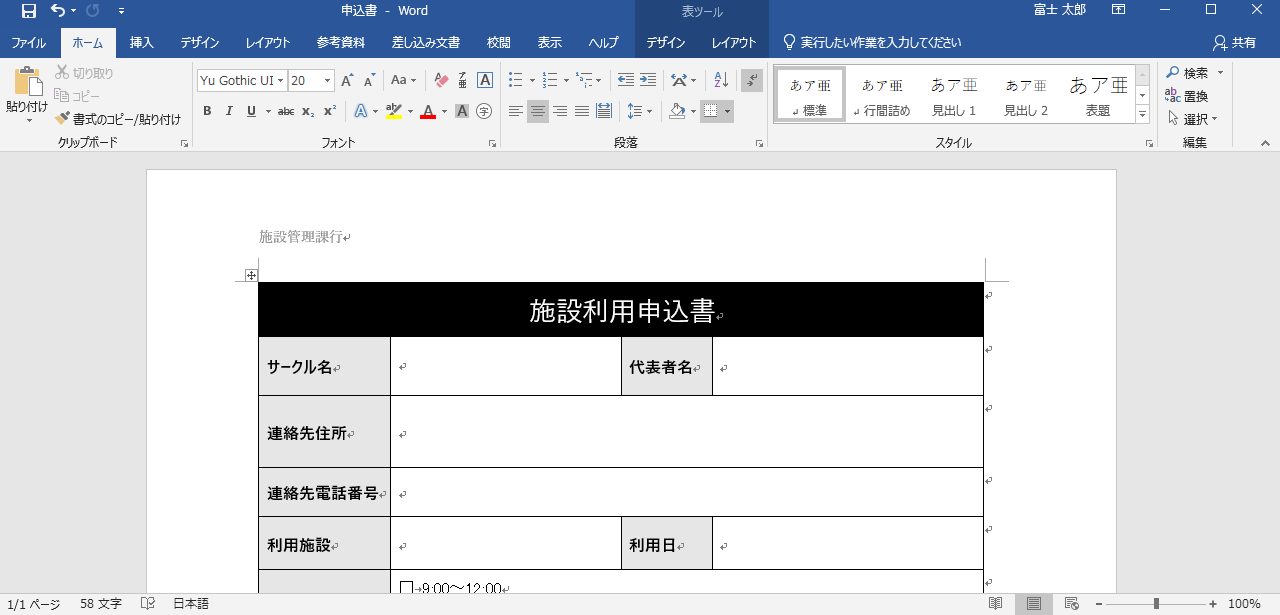 申込書 - Word
表ツール
富士 太郎
ファイル ホーム 挿入 デザイン レイアウト 参考資料 差し込み文書 校閲 表示 ヘルプ デザイン レイアウト 実行したい作業を入力してください 共有
貼り付け
切り取り
コピー
書式のコピー/貼り付け
クリップボード
Yu Gothic UI 20
A A Aa A
B I U abc x₂ x² A ab A A 字
フォント
段落
あア亜 あア亜 あア亜 あア亜 あア亜
標準 行間詰め 見出し 1 見出し 2 表題
スタイル
検索
置換
選択
編集
施設管理課行
施設利用申込書
サークル名 代表者名
連絡先住所
連絡先電話番号
利用施設 利用日
□ 9:00～12:00
1/1 ページ 58 文字 日本語 100%